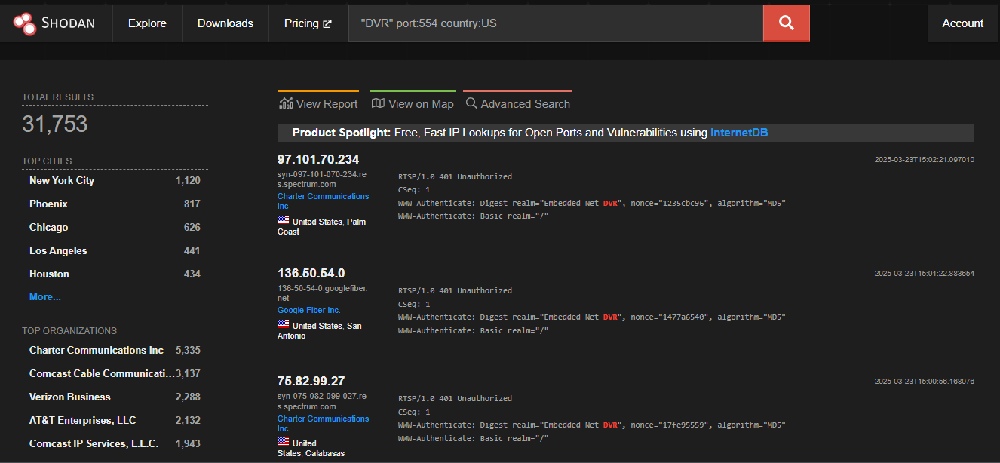 SHODAN
Explore
Downloads
Pricing
"DVR" port:554 country:US
Account
TOTAL RESULTS
31,753
TOP CITIES
New York City 1,120
Phoenix 817
Chicago 626
Los Angeles 441
Houston 434
More...
TOP ORGANIZATIONS
Charter Communications Inc 5,335
Comcast Cable Communicati... 3,137
Verizon Business 2,288
AT&T Enterprises, LLC 2,132
Comcast IP Services, L.L.C. 1,943
View Report
View on Map
Advanced Search
Product Spotlight: Free, Fast IP Lookups for Open Ports and Vulnerabilities using InternetDB
97.101.70.234
syn-097-101-070-234.re
s.spectrum.com
Charter Communications
Inc
United States, Palm
Coast
2025-03-23T15:02:21.097010
RTSP/1.0 401 Unauthorized
CSeq: 1
WWW-Authenticate: Digest realm="Embedded Net DVR", nonce="1235cbc96", algorithm="MD5"
WWW-Authenticate: Basic realm="/"
136.50.54.0
136-50-54-0.googlefiber.
net
Google Fiber Inc.
United States, San
Antonio
2025-03-23T15:01:22.883654
RTSP/1.0 401 Unauthorized
CSeq: 1
WWW-Authenticate: Digest realm="Embedded Net DVR", nonce="1477a6540", algorithm="MD5"
WWW-Authenticate: Basic realm="/"
75.82.99.27
syn-075-082-099-027.re
s.spectrum.com
Charter Communications
Inc
United
States, Calabasas
2025-03-23T15:00:56.168076
RTSP/1.0 401 Unauthorized
CSeq: 1
WWW-Authenticate: Digest realm="Embedded Net DVR", nonce="17fe95559", algorithm="MD5"
WWW-Authenticate: Basic realm="/"